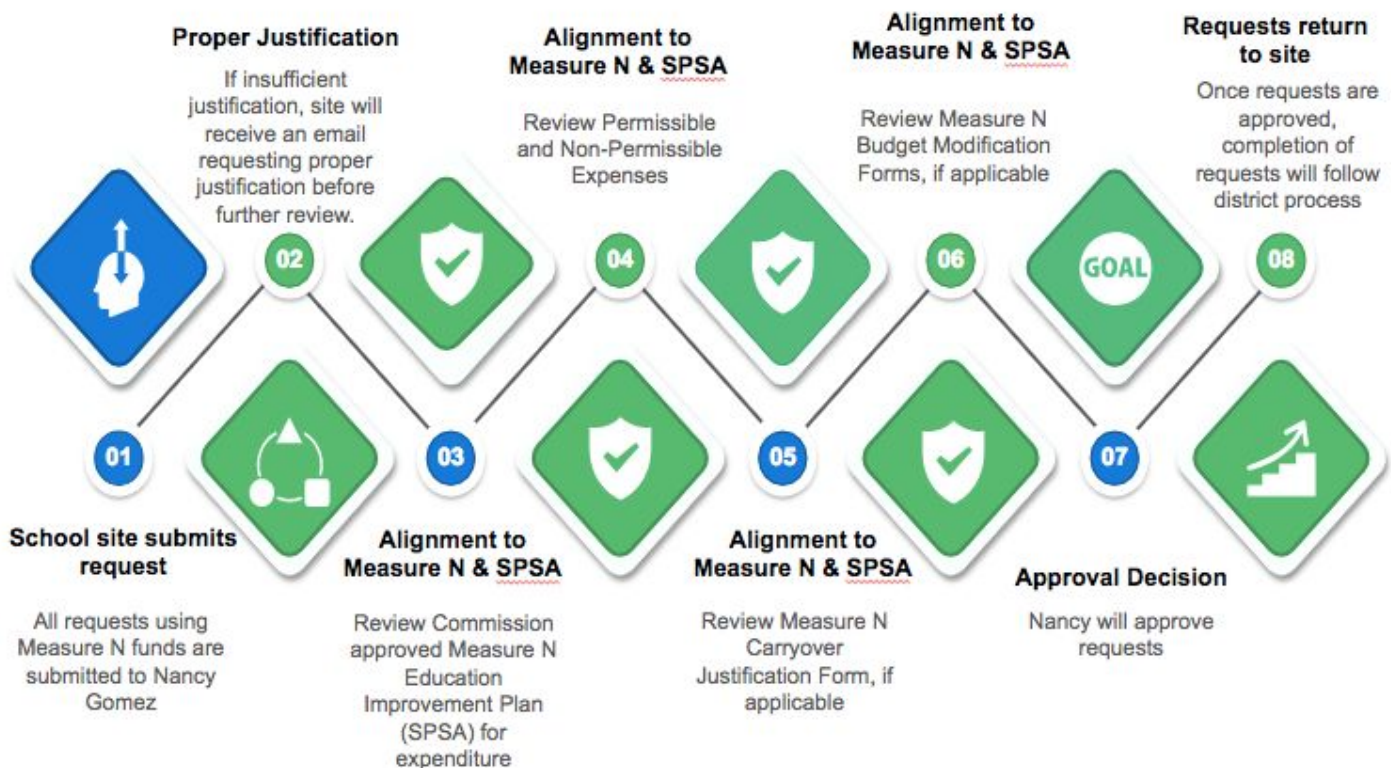 Proper Justification
If insufficient
justification, site will
receive an email
requesting proper
justification before
further review.
02
Alignment to
Measure N & SPSA
Review Permissible
and Non-Permissible
Expenses
04
Alignment to
Measure N & SPSA
Review Measure N
Budget Modification
Forms, if applicable
06
GOAL
Requests return
to site
Once requests are
approved,
completion of
requests will follow
district process
08
01
School site submits
request
All requests using
Measure N funds are
submitted to Nancy
Gomez
03
Alignment to
Measure N & SPSA
Review Commission
approved Measure N
Education
Improvement Plan
(SPSA) for
expenditure
05
Alignment to
Measure N & SPSA
Review Measure N
Carryover
Justification Form, if
applicable
07
Approval Decision
Nancy will approve
requests